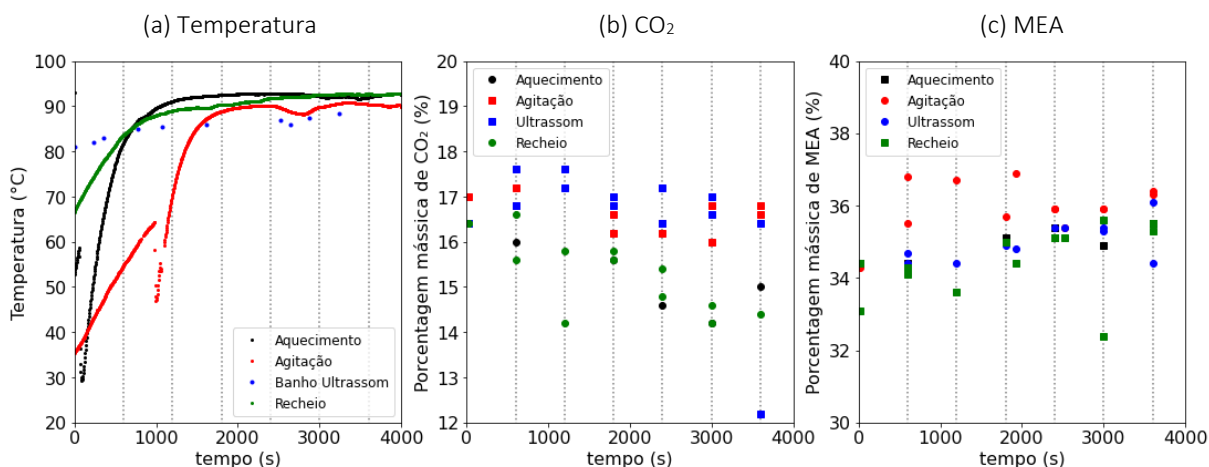 (a) Temperatura
(b) CO₂
(c) MEA
100
90
80
70
60
50
40
30
20
Temperatura (°C)
0
1000
2000
3000
4000
tempo (s)
Aquecimento
Agitação
Banho Ultrassom
Recheio
20
19
18
17
16
15
14
13
12
Porcentagem mássica de CO₂ (%)
0
1000
2000
3000
4000
tempo (s)
Aquecimento
Agitação
Ultrassom
Recheio
40
38
36
34
32
30
Porcentagem mássica de MEA (%)
0
1000
2000
3000
4000
tempo (s)
Aquecimento
Agitação
Ultrassom
Recheio